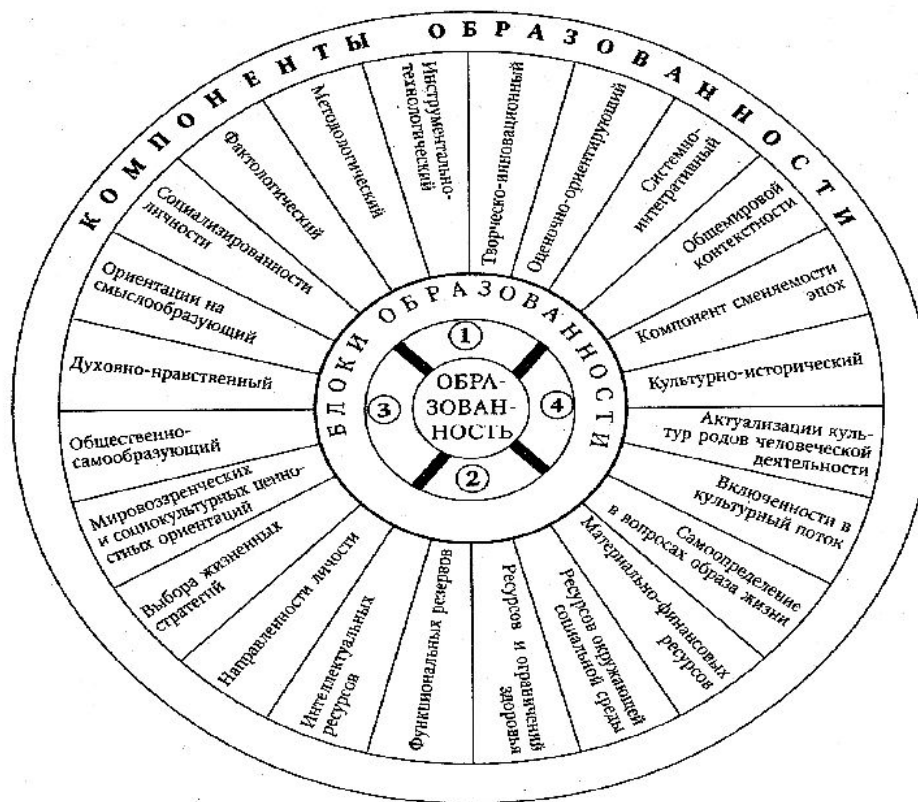 КОМПОНЕНТЫ ОБРАЗОВАННОСТИ
Инструментально-
технологический
Творческо-инновационный
Оценочно-ориентирующий
Системно-
интегративный
Общемировой
контекстности
Компонент сменяемости
эпох
Культурно-исторический
Актуализации куль-
тур родов человеческой
деятельности
Включенности в
культурный поток
Самоопределение
в вопросах образа жизни
Материально-финансовых
ресурсов
Ресурсов окружающей
социальной среды
Ресурсов и ограничений
здоровья
Функциональных резервов
Интеллектуальных
ресурсов
Направленности личости
Выбора жизненных
стратегий
Мировоззренческих
и социокультурных ценно-
стных ориентаций
Общественно-
самообразующий
Духовно-нравственный
Ориентации на
смыслообразующий
Социализированности
личности
Фактологический
Методологический
БЛОКИ ОБРАЗОВАННОСТИ
1
3
ОБРА-
ЗОВАН-
НОСТЬ
4
2